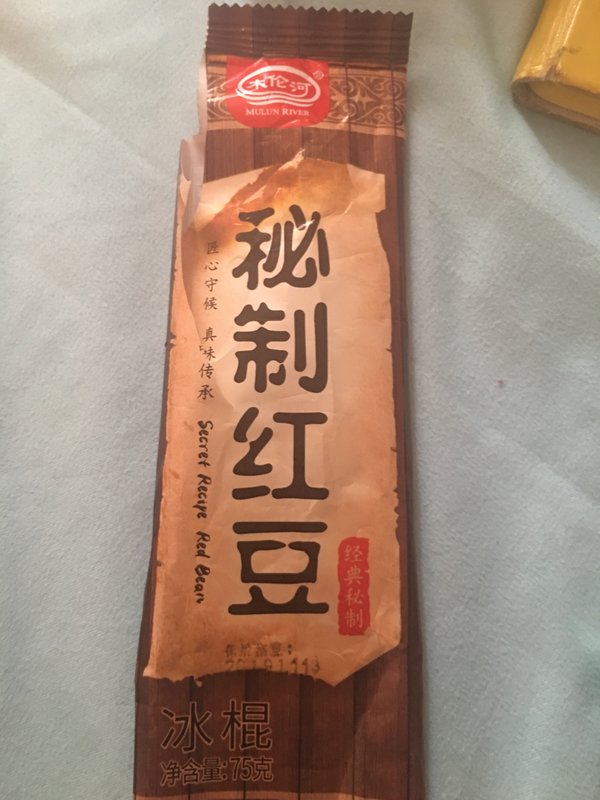 木伦河
MULUN RIVER
秘制红豆
匠心守候 真味传承
Secret Recipe Red Bean
经典秘制
冰棍
净含量:75克